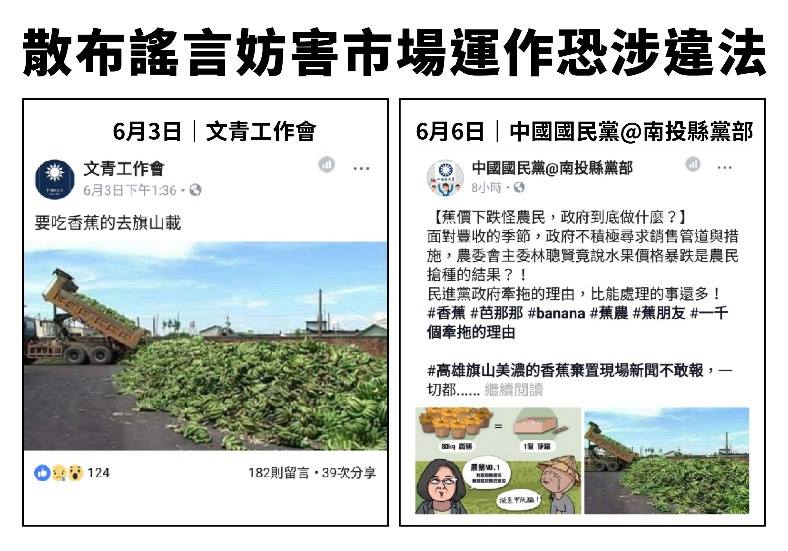 散布謠言妨害市場運作恐涉違法
6月3日｜文青工作會
文青工作會
6月3日下午1:36
要吃香蕉的去旗山載
124
182則留言・39次分享
6月6日｜中國國民黨@南投縣黨部
中國國民黨@南投縣黨部
8小時
【蕉價下跌怪農民，政府到底做什麼？】
面對豐收的季節，政府不積極尋求銷售管道與措
施，農委會主委林聰賢竟說水果價格暴跌是農民
搶種的結果？！
民進黨政府牽拖的理由，比能處理的事還多！
#香蕉 #芭那那 #banana #蕉農 #蕉朋友 #一千
個牽拖的理由
#高雄旗山美濃的香蕉棄置現場新聞不敢報，一
切都...... 繼續閱讀
80kg 香蕉
=
1個 便當
農業NO.1